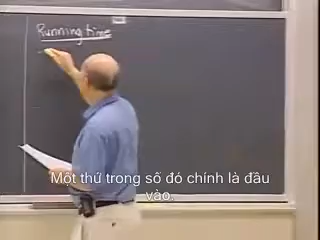 Running time
Một thứ trong số đó chính là đầu
vào.